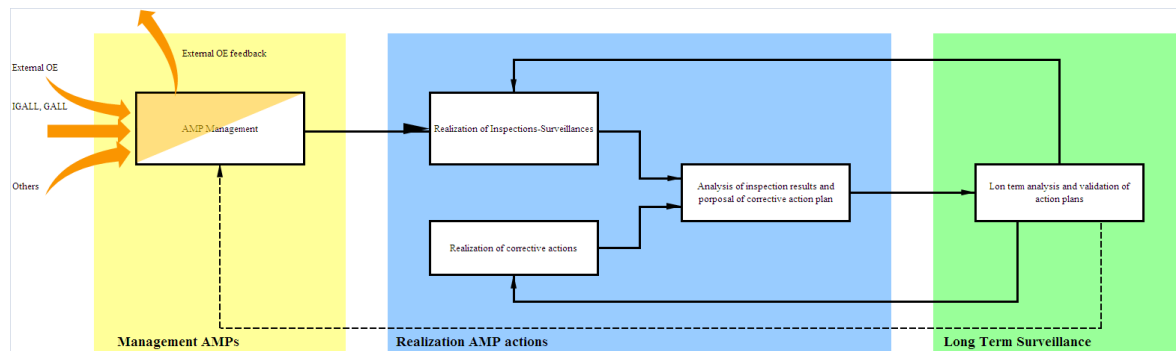 External OE feedback
External OE
IGALL, GALL
Others
AMP Management
Realization of Inspections-Surveillances
Analysis of inspection results and
porposal of corrective action plan
Realization of corrective actions
Lon term analysis and validation of
action plans
Management AMPs
Realization AMP actions
Long Term Surveillance